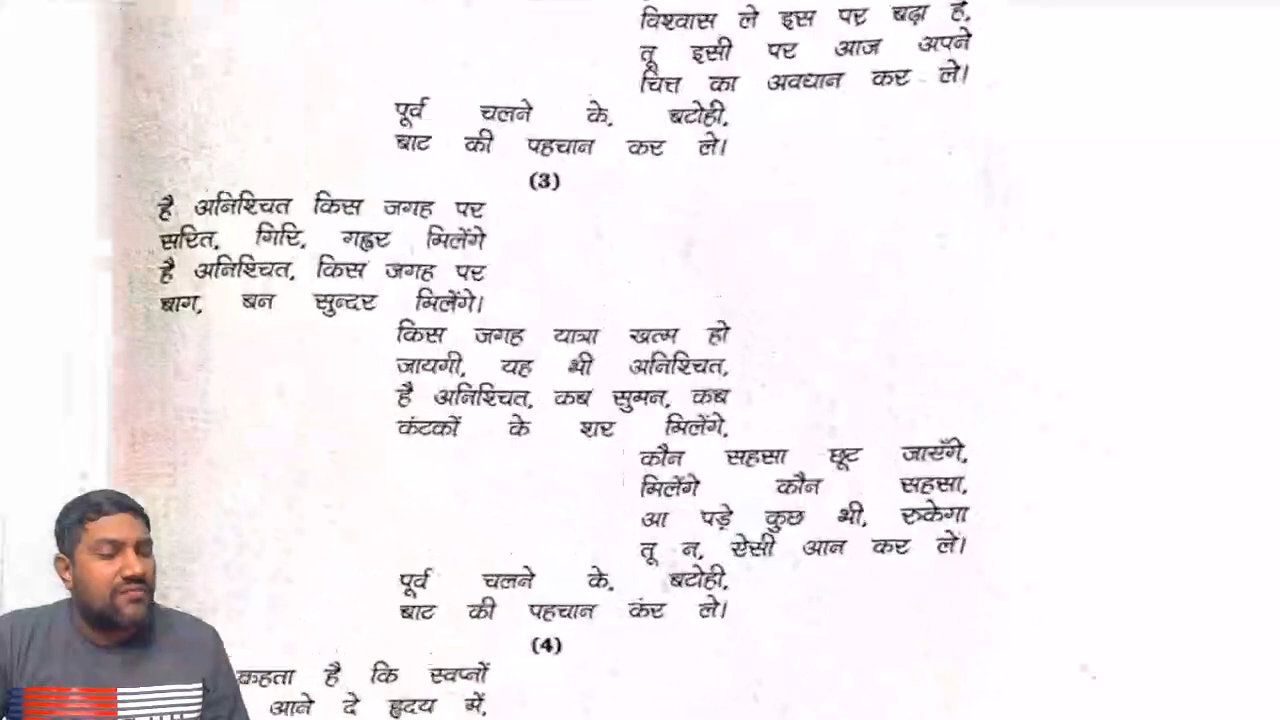 विश्वास ले इस पर बढ़ा है,
तू इसी पर आज अपने
चित्त का अवधान कर ले।
पूर्व चलने के, बटोही,
बाट की पहचान कर ले।
(3)
है अनिश्चित किस जगह पर
सरित, गिरि, गह्वर मिलेंगे
है अनिश्चित, किस जगह पर
बाग, बन सुन्दर मिलेंगे।
किस जगह यात्रा खत्म हो
जायगी, यह भी अनिश्चित,
है अनिश्चित, कब सुमन, कब
कंटकों के शर मिलेंगे,
कौन सहसा छूट जाएँगे,
मिलेंगे कौन सहसा,
आ पड़े कुछ भी, रुकेगा
तू न, ऐसी आन कर ले।
पूर्व चलने के, बटोही,
बाट की पहचान कर ले।
(4)
कहता है कि स्वप्नों
आने दे हृदय में,